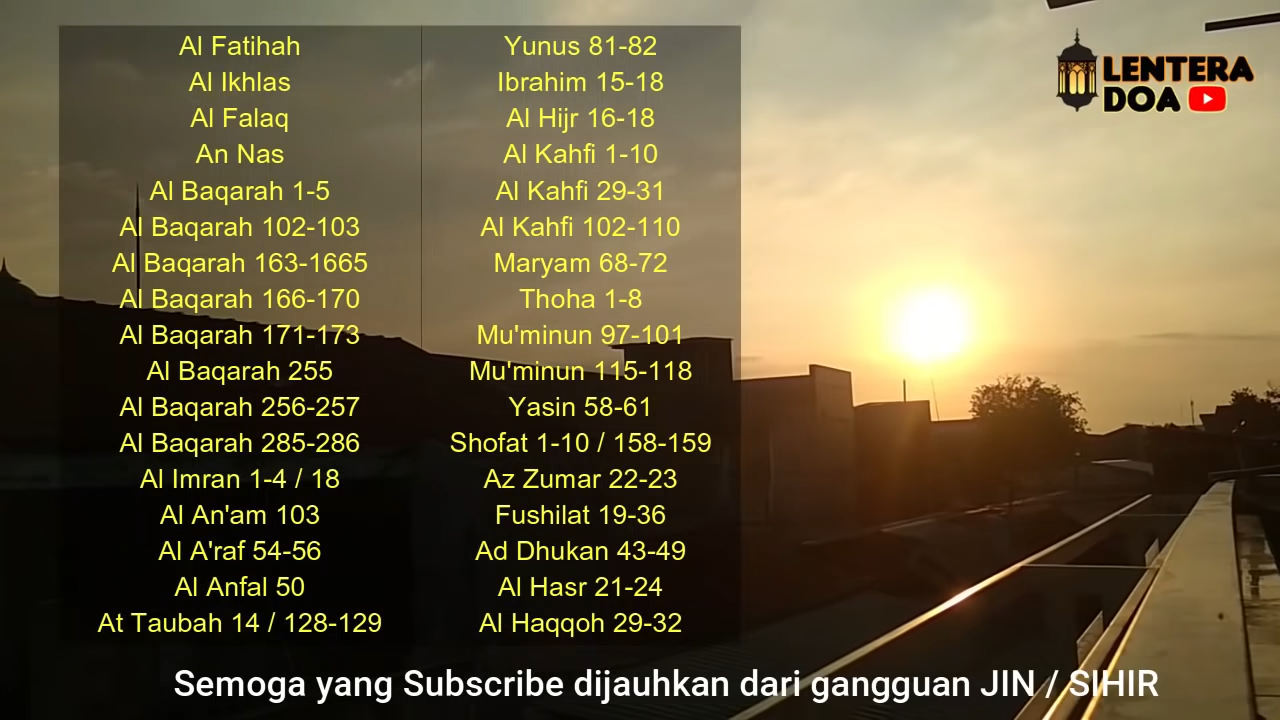 Al Fatihah
Al Ikhlas
Al Falaq
An Nas
Al Baqarah 1-5
Al Baqarah 102-103
Al Baqarah 163-1665
Al Baqarah 166-170
Al Baqarah 171-173
Al Baqarah 255
Al Baqarah 256-257
Al Baqarah 285-286
Al Imran 1-4 / 18
Al An'am 103
Al A'raf 54-56
Al Anfal 50
At Taubah 14 / 128-129
Yunus 81-82
Ibrahim 15-18
Al Hijr 16-18
Al Kahfi 1-10
Al Kahfi 29-31
Al Kahfi 102-110
Maryam 68-72
Thoha 1-8
Mu'minun 97-101
Mu'minun 115-118
Yasin 58-61
Shofat 1-10 / 158-159
Az Zumar 22-23
Fushilat 19-36
Ad Dhukan 43-49
Al Hasr 21-24
Al Haqqoh 29-32
LENTERA
DOA
Semoga yang Subscribe dijauhkan dari gangguan JIN / SIHIR